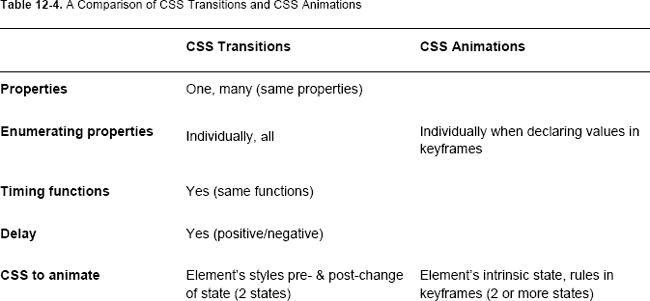 Table 12-4. A Comparison of CSS Transitions and CSS Animations
CSS Transitions CSS Animations
Properties One, many (same properties)
Enumerating properties Individually, all Individually when declaring values in
keyframes
Timing functions Yes (same functions)
Delay Yes (positive/negative)
CSS to animate Element's styles pre- & post-change Element's intrinsic state, rules in
of state (2 states) keyframes (2 or more states)